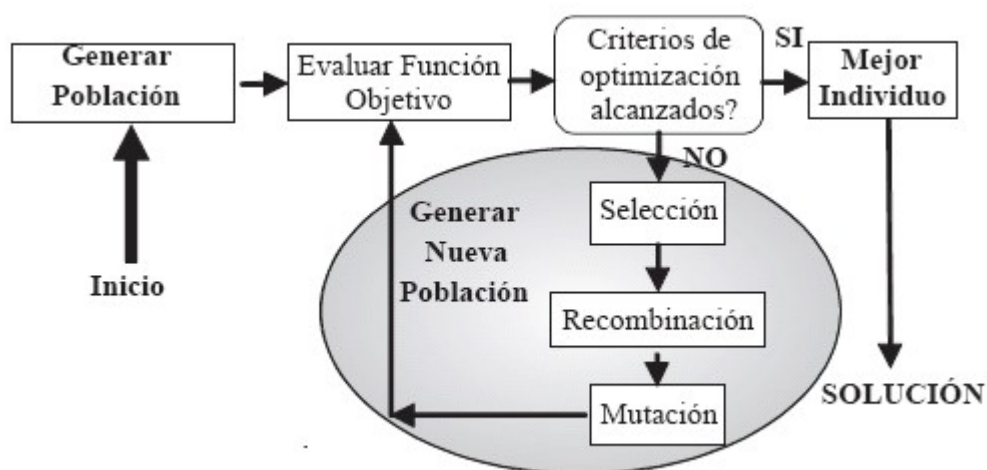 Generar
Población
Evaluar Función
Objetivo
Criterios de
optimización
alcanzados?
SI
Mejor
Individuo
NO
Selección
Generar
Nueva
Población
Inicio
Recombinación
Mutación
SOLUCIÓN